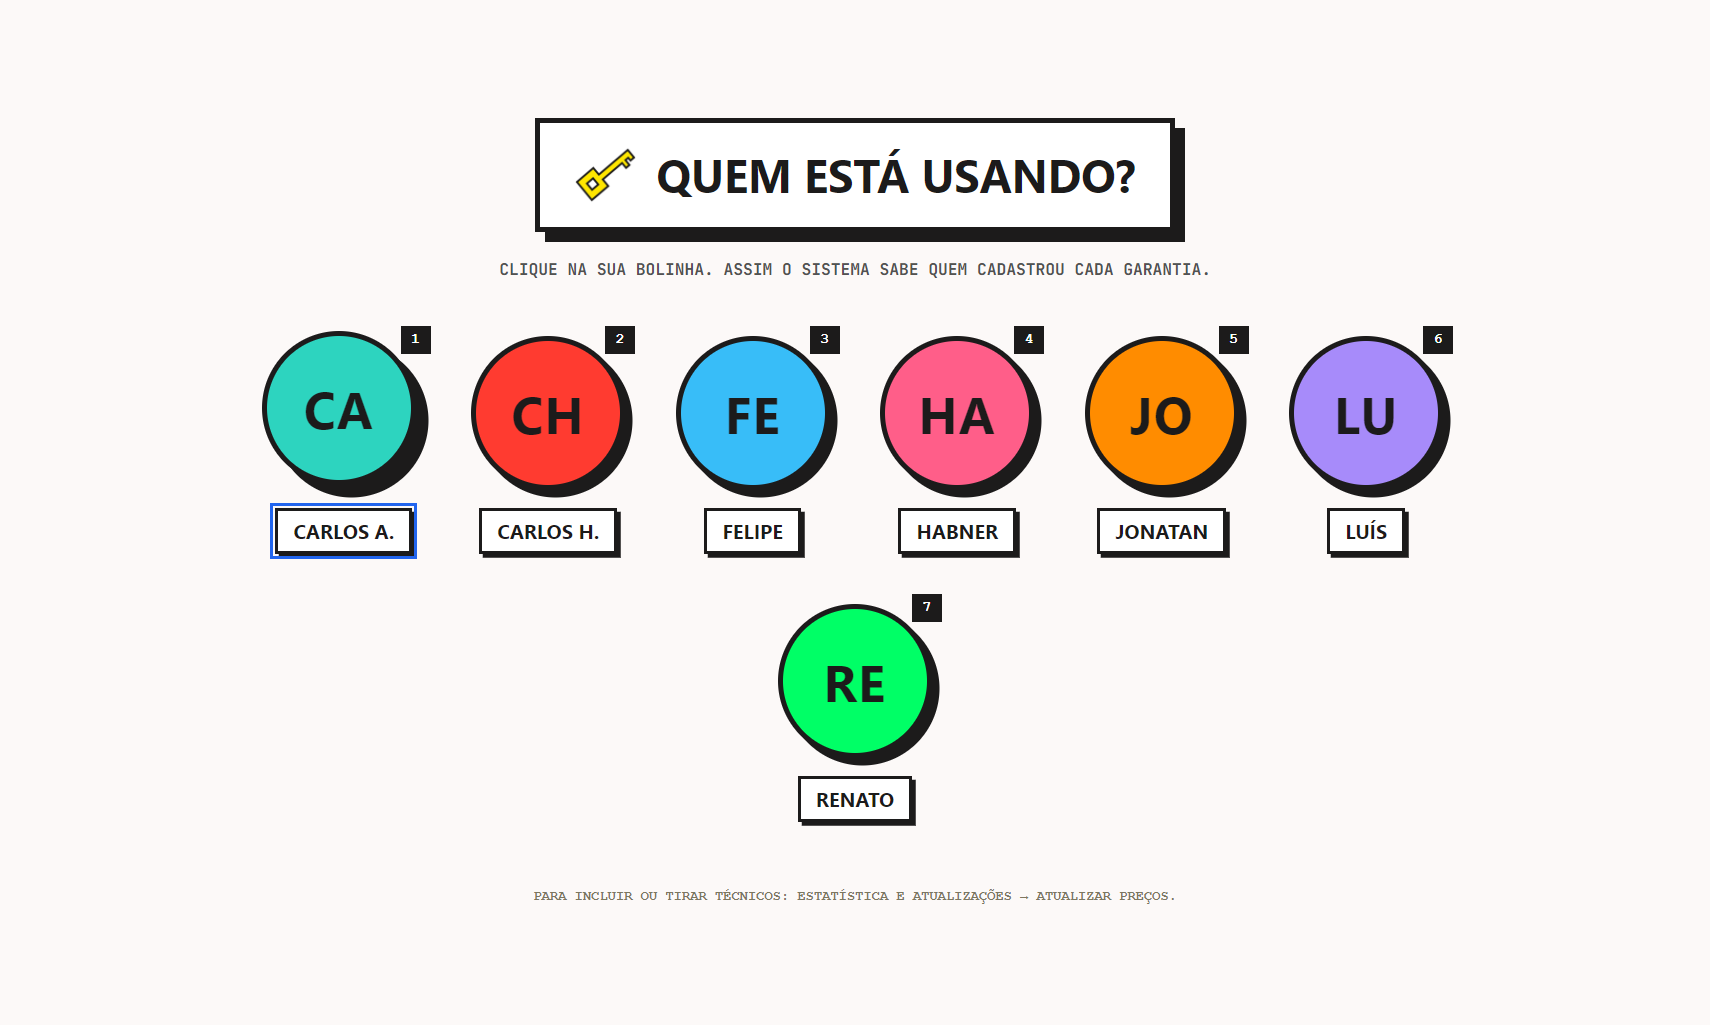 QUEM ESTÁ USANDO?
CLIQUE NA SUA BOLINHA. ASSIM O SISTEMA SABE QUEM CADASTROU CADA GARANTIA.
1 2 3 4 5 6
CA CH FE HA JO LU
CARLOS A. CARLOS H. FELIPE HABNER JONATAN LUÍS
7
RE
RENATO
PARA INCLUIR OU TIRAR TÉCNICOS: ESTATÍSTICA E ATUALIZAÇÕES → ATUALIZAR PREÇOS.